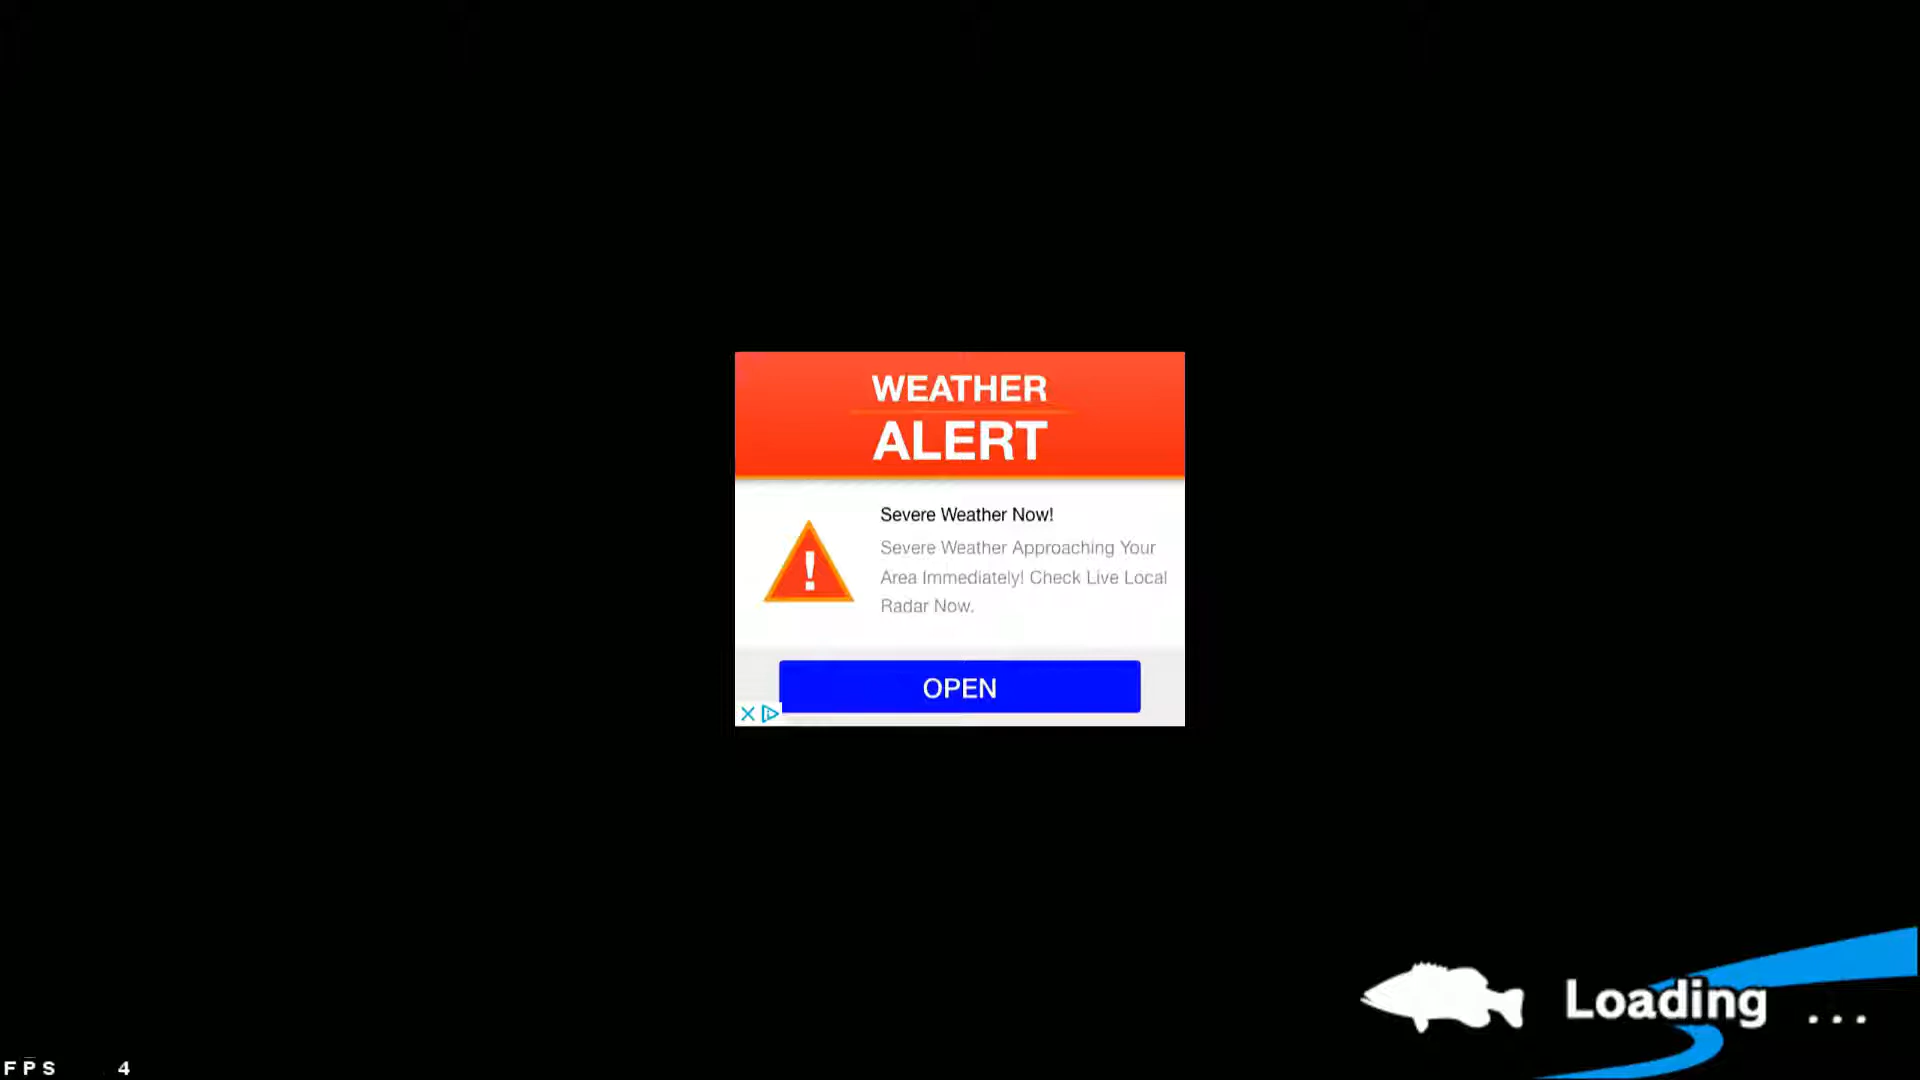 WEATHER
ALERT
Severe Weather Now!
Severe Weather Approaching Your
Area Immediately! Check Live Local
Radar Now.
OPEN
Loading ...
FPS 4